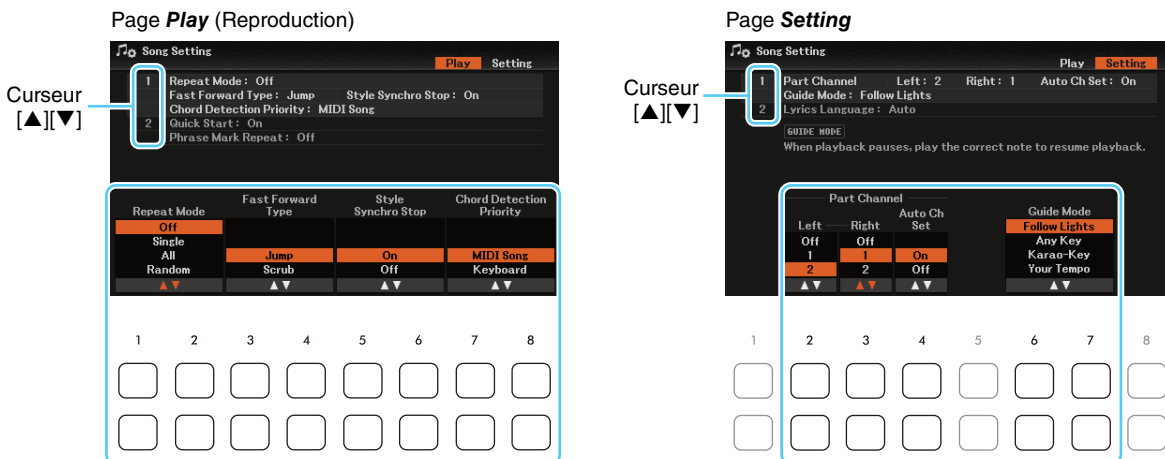 Page Play (Reproduction)
Song Setting
Play Setting
Curseur
[▲][▼]
1 Repeat Mode : Off
Fast Forward Type : Jump Style Synchro Stop : On
Chord Detection Priority : MIDI Song
2 Quick Start : On
Phrase Mark Repeat : Off
Repeat Mode
Fast Forward
Type
Style
Synchro Stop
Chord Detection
Priority
Off
Single
All
Random
Jump
Scrub
On
Off
MIDI Song
Keyboard
▲▼ ▲▼ ▲▼ ▲▼
1 2 3 4 5 6 7 8
Page Setting
Song Setting
Play Setting
Curseur
[▲][▼]
1 Part Channel Left : 2 Right : 1 Auto Ch Set : On
Guide Mode : Follow Lights
2 Lyrics Language : Auto
GUIDE MODE
When playback pauses, play the correct note to resume playback.
Part Channel
Left
Right
Auto Ch
Set
Guide Mode
Off
1
2
Off
1
2
On
Off
Follow Lights
Any Key
Karao-Key
Your Tempo
▲▼ ▲▼ ▲▼ ▲▼
1 2 3 4 5 6 7 8